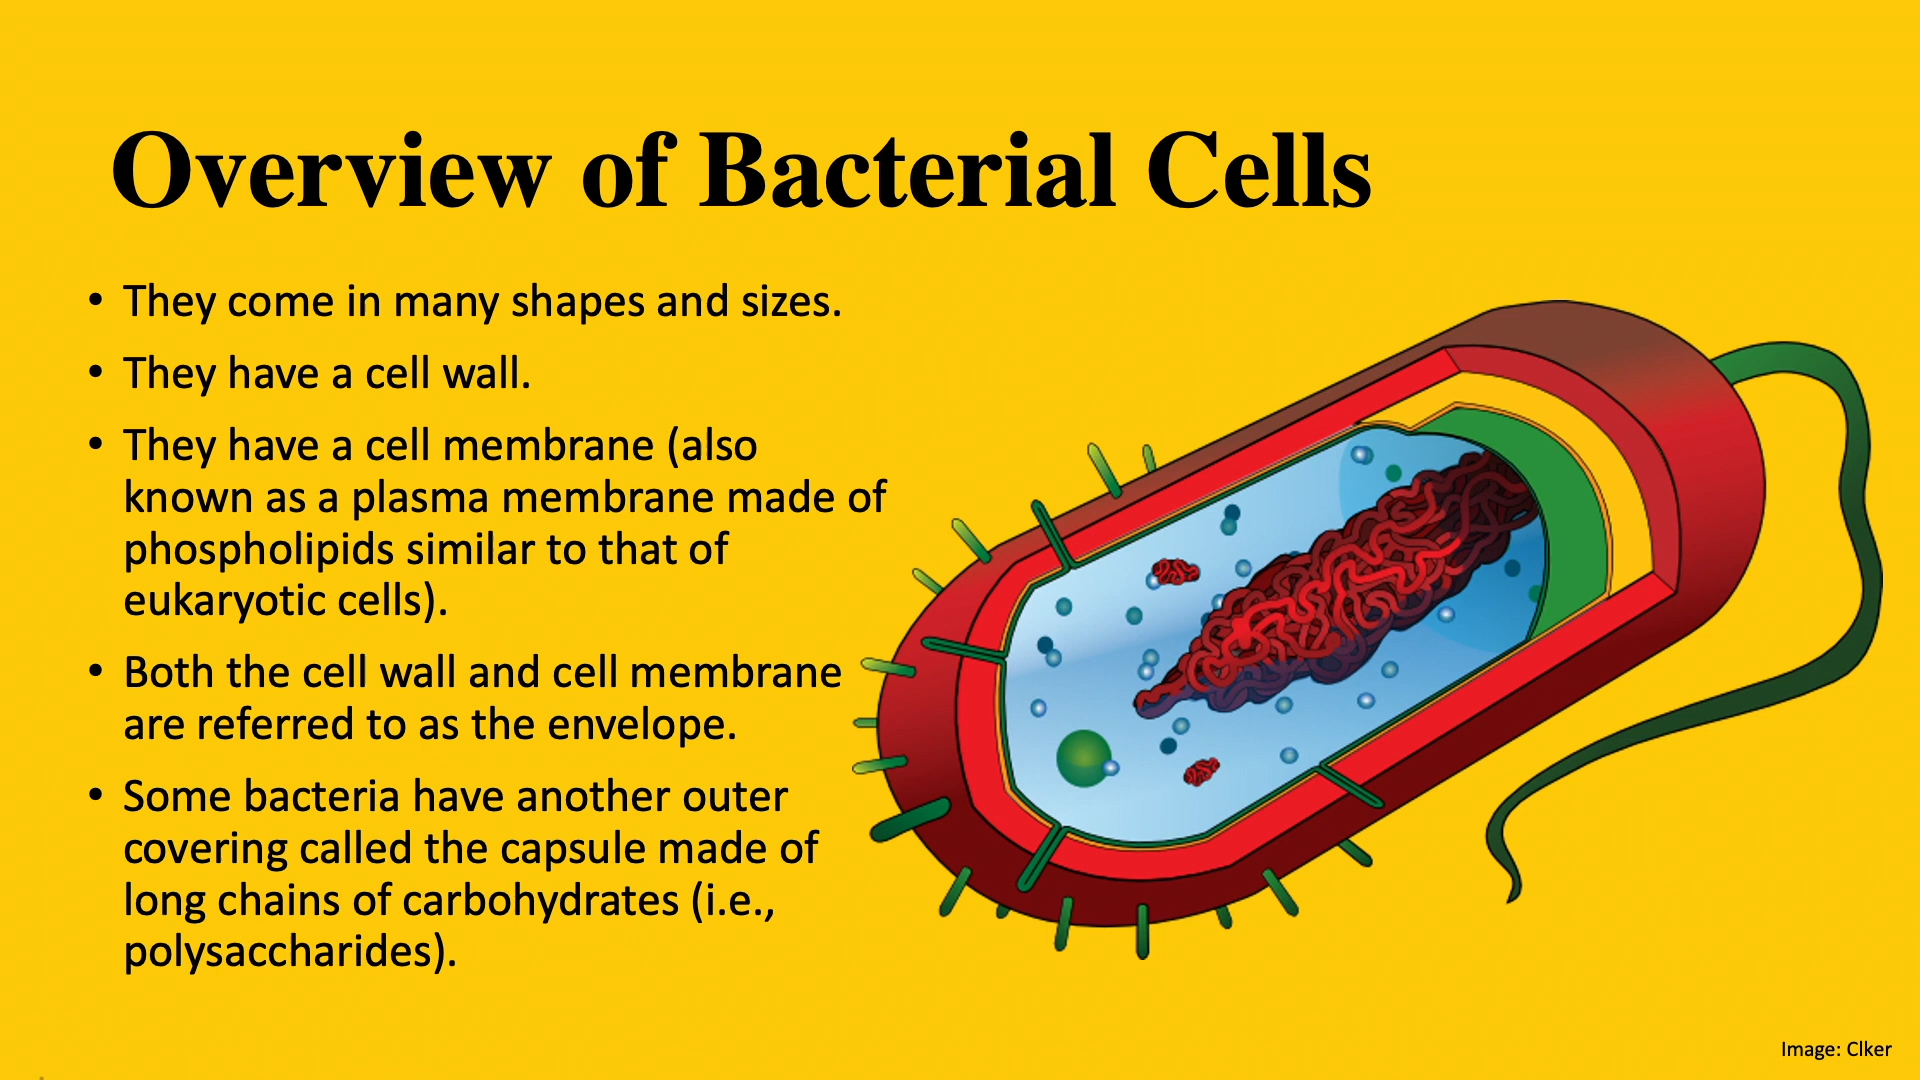 Overview of Bacterial Cells
• They come in many shapes and sizes.
• They have a cell wall.
• They have a cell membrane (also
known as a plasma membrane made of
phospholipids similar to that of
eukaryotic cells).
• Both the cell wall and cell membrane
are referred to as the envelope.
• Some bacteria have another outer
covering called the capsule made of
long chains of carbohydrates (i.e.,
polysaccharides).
Image: Clker